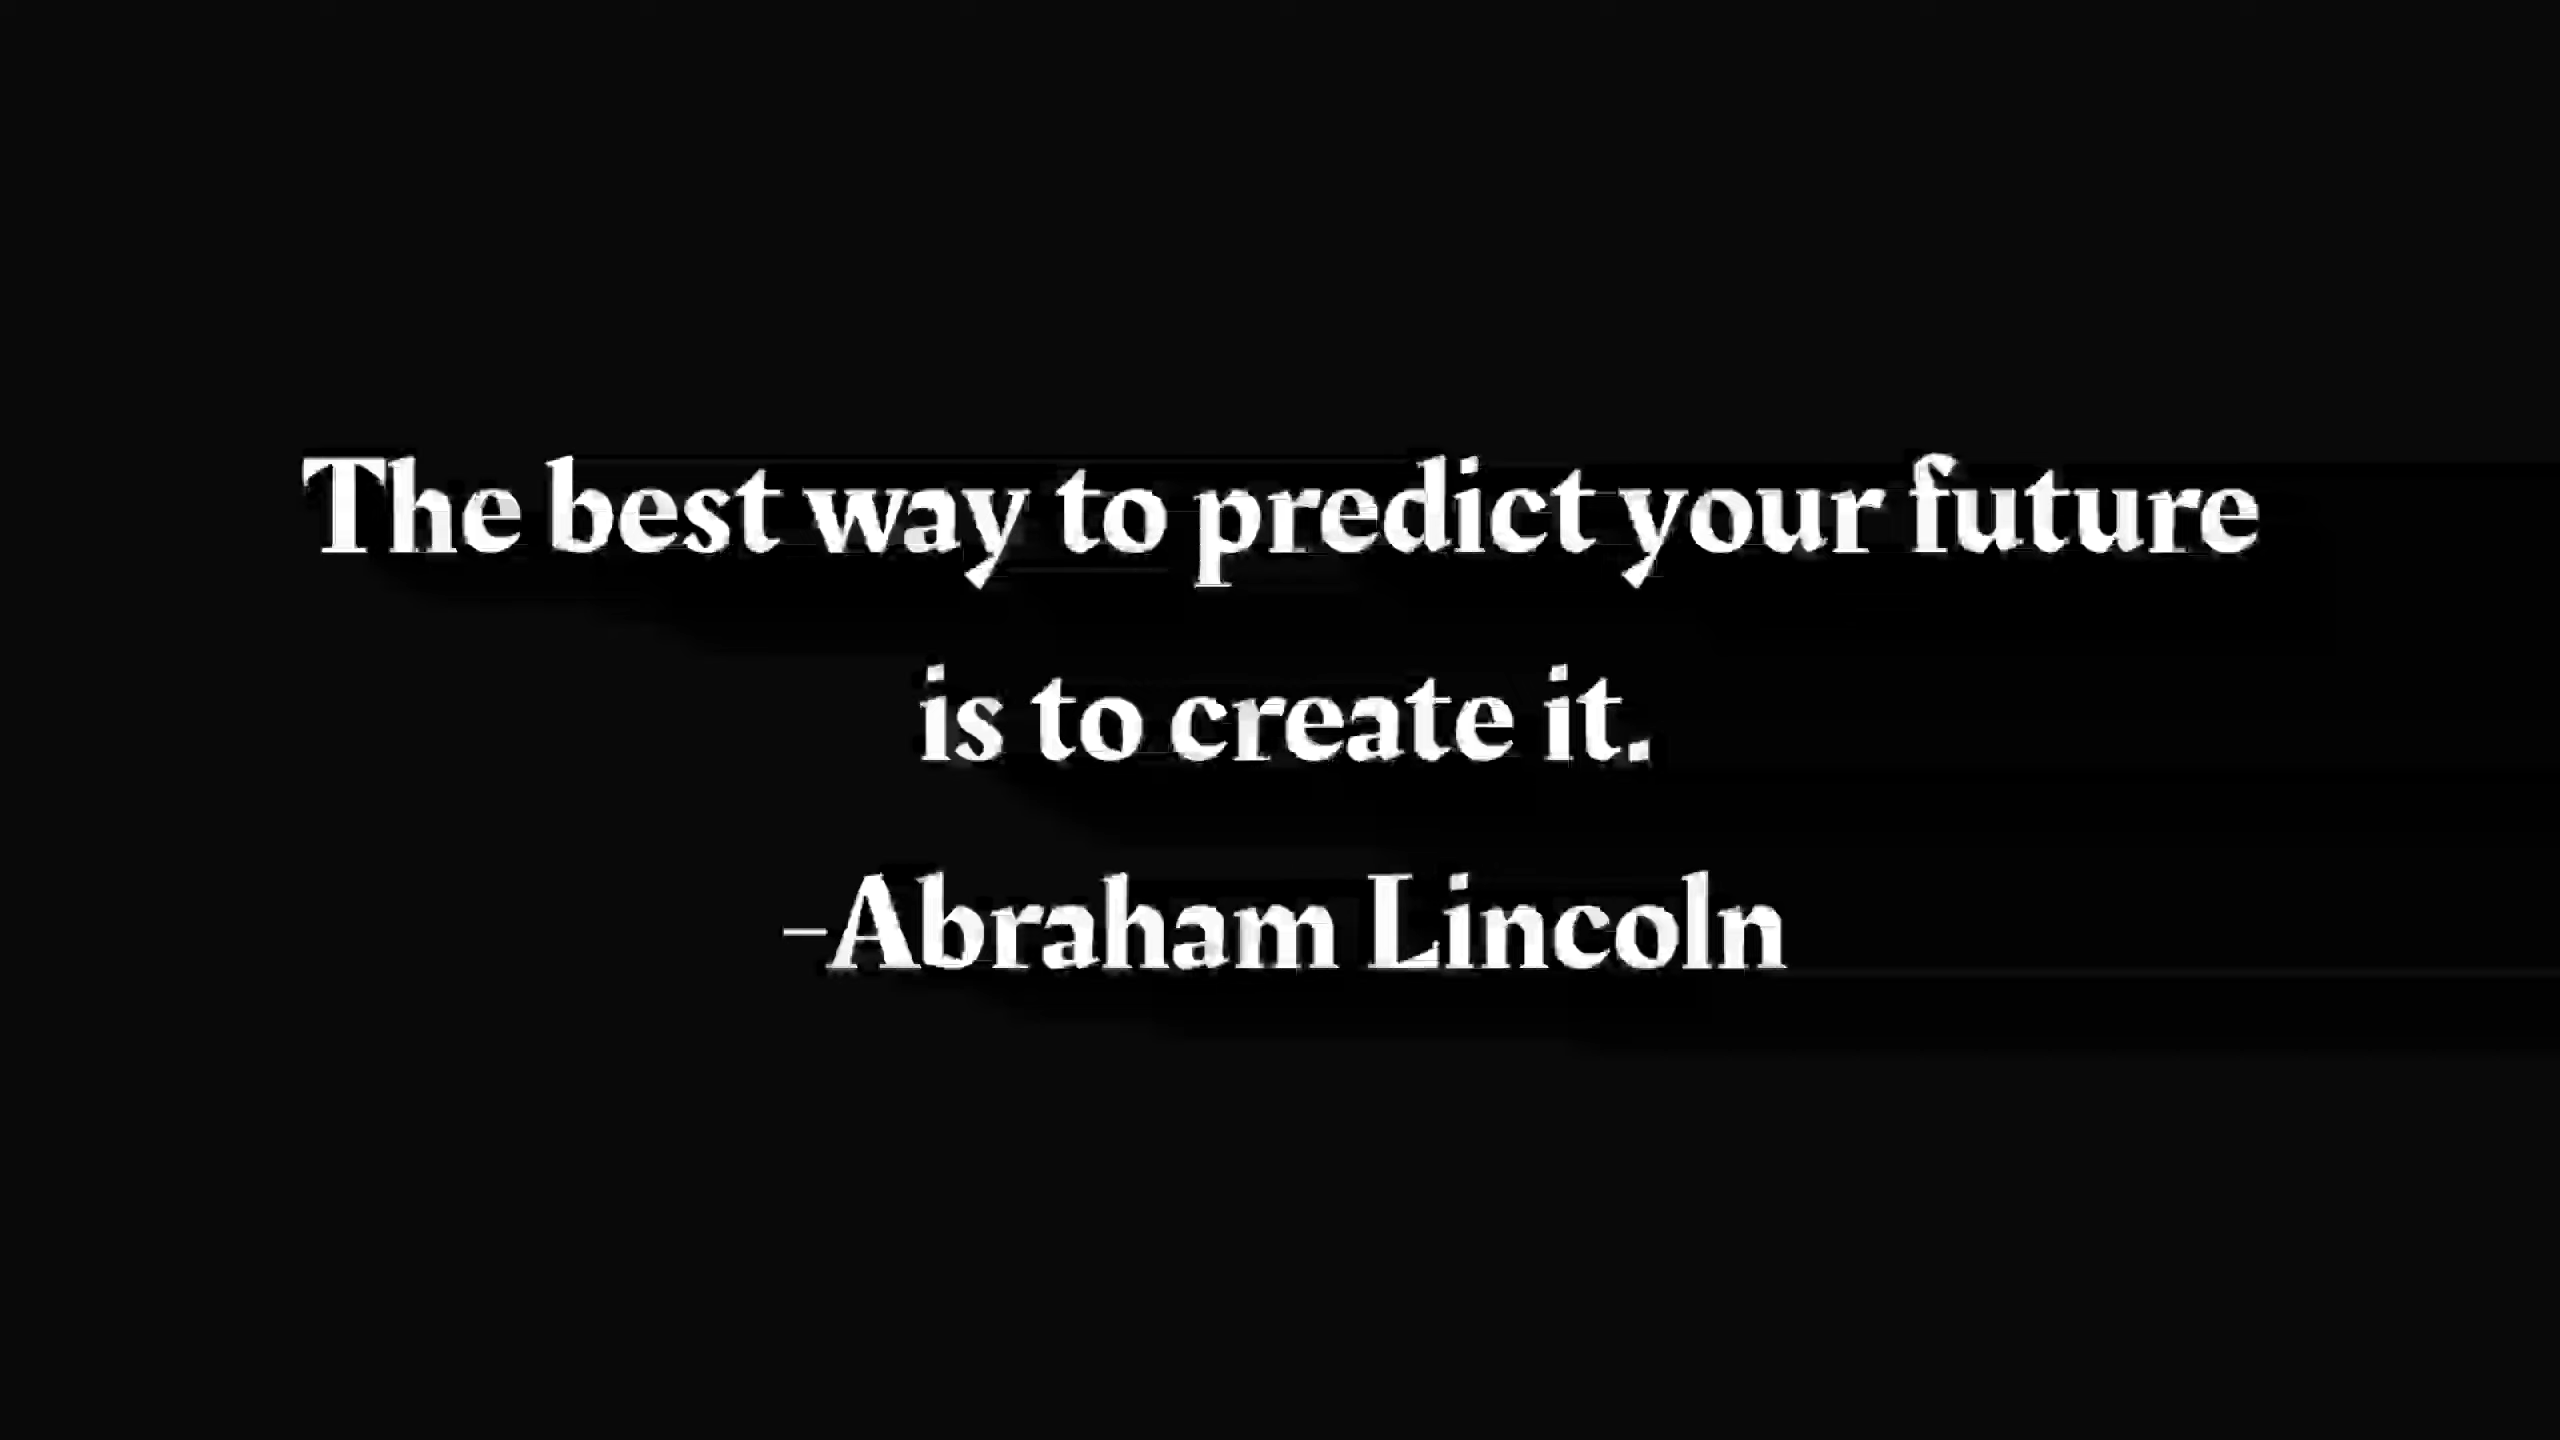 The best way to predict your future
is to create it.
–Abraham Lincoln